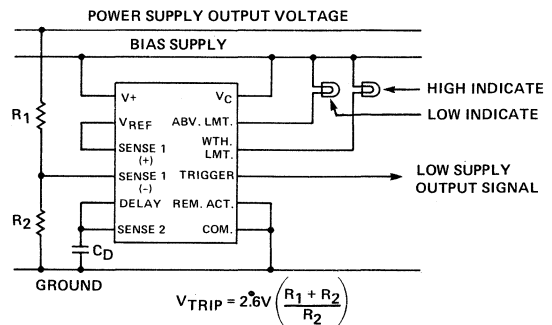 POWER SUPPLY OUTPUT VOLTAGE
BIAS SUPPLY
V+
VC
HIGH INDICATE
R1
VREF
ABV. LMT.
LOW INDICATE
SENSE 1
(+)
WTH.
LMT.
SENSE 1
(-)
TRIGGER
LOW SUPPLY
OUTPUT SIGNAL
R2
DELAY
REM. ACT.
SENSE 2
COM.
CD
GROUND
VTRIP = 2.6V (R1 + R2 / R2)